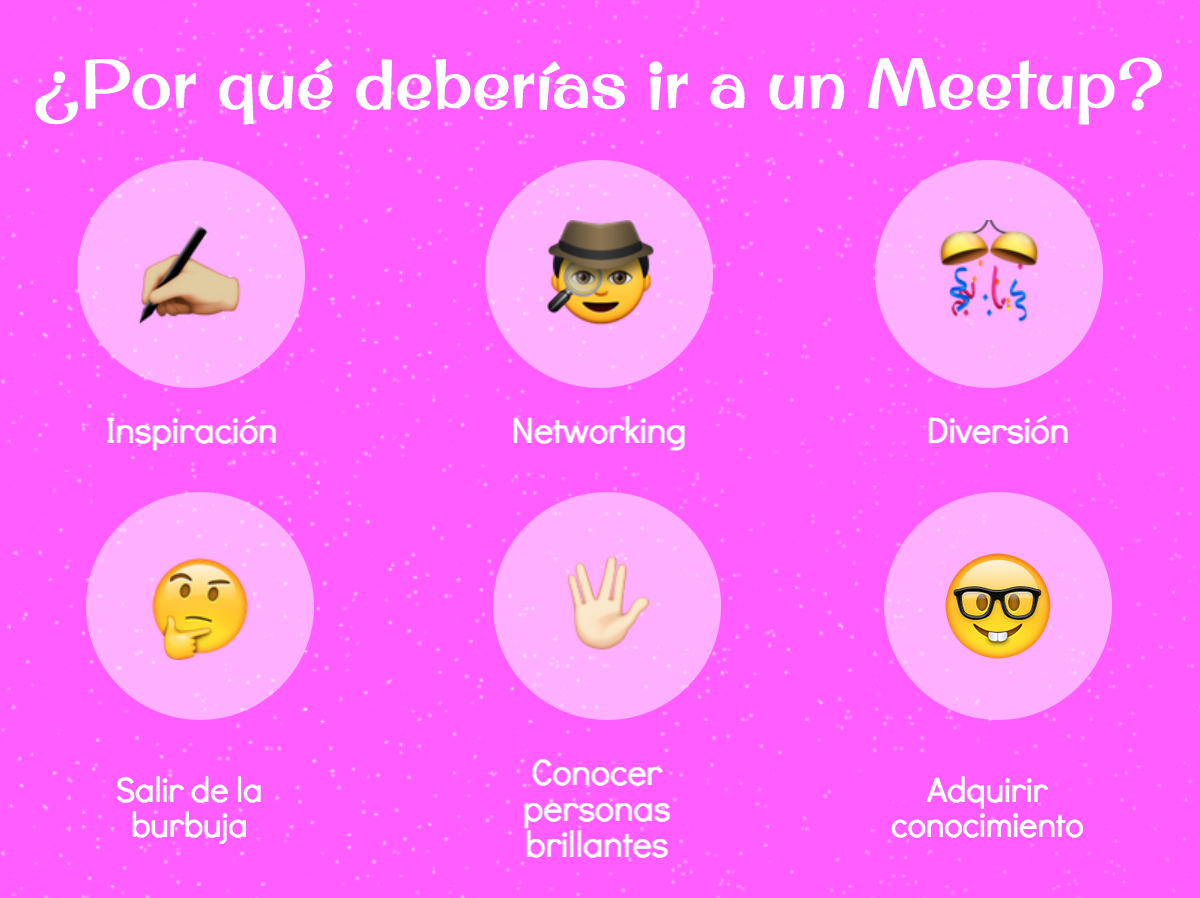 ¿Por qué deberías ir a un Meetup?
Inspiración
Networking
Diversión
Salir de la
burbuja
Conocer
personas
brillantes
Adquirir
conocimiento